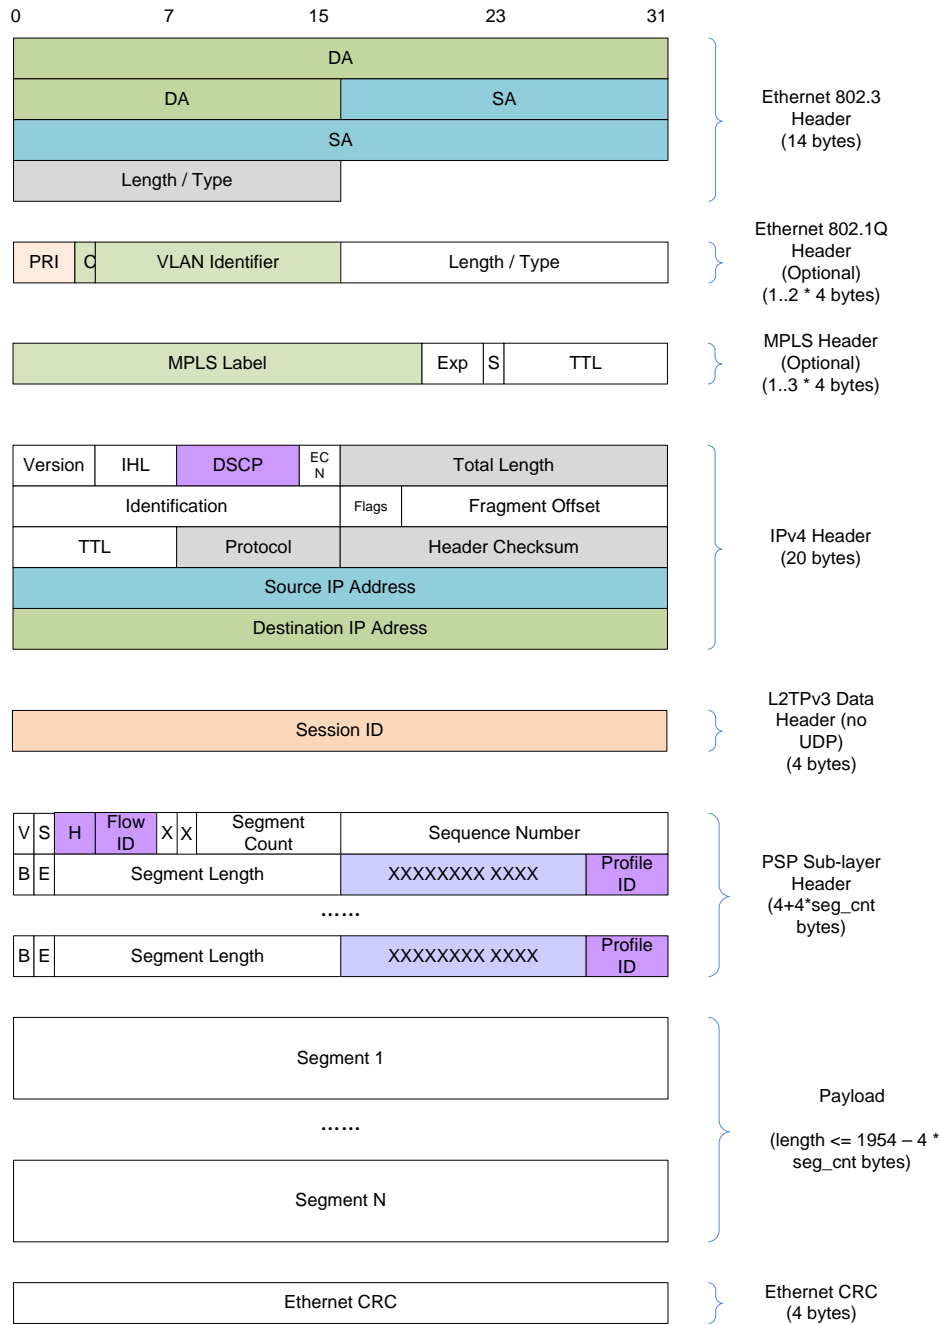 0 7 15 23 31
DA
DA SA
SA
Length / Type
Ethernet 802.3
Header
(14 bytes)
PRI C VLAN Identifier Length / Type
Ethernet 802.1Q
Header
(Optional)
(1..2 * 4 bytes)
MPLS Label Exp S TTL
MPLS Header
(Optional)
(1..3 * 4 bytes)
Version IHL DSCP EC
N Total Length
Identification Flags Fragment Offset
TTL Protocol Header Checksum
Source IP Address
Destination IP Adress
IPv4 Header
(20 bytes)
Session ID
L2TPv3 Data
Header (no
UDP)
(4 bytes)
V S H Flow
ID X X Segment
Count Sequence Number
B E Segment Length XXXXXXXX XXXX Profile
ID
……
B E Segment Length XXXXXXXX XXXX Profile
ID
PSP Sub-layer
Header
(4+4*seg_cnt
bytes)
Segment 1
……
Segment N
Payload
(length <= 1954 – 4 *
seg_cnt bytes)
Ethernet CRC
Ethernet CRC
(4 bytes)